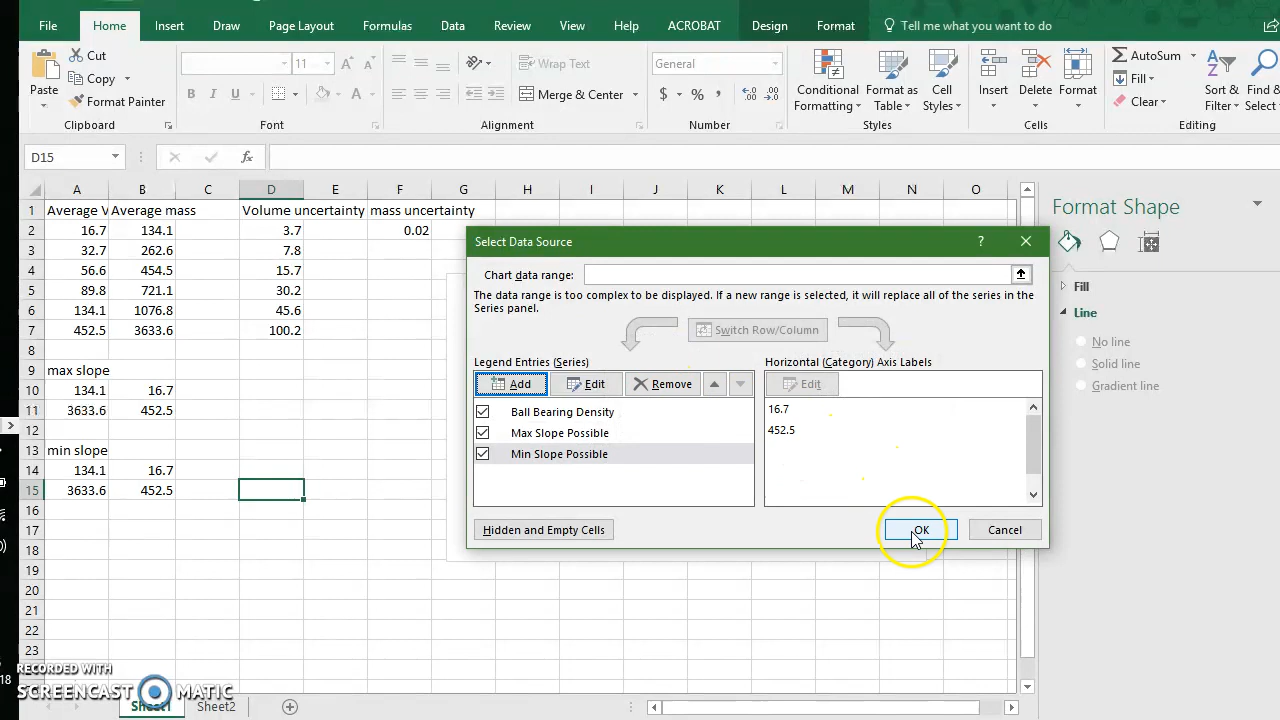 File Home Insert Draw Page Layout Formulas Data Review View Help ACROBAT Design Format Tell me what you want to do
Paste Cut Copy Format Painter Clipboard
11 A A B I U A Font
Wrap Text Merge & Center Alignment
General $ % , Number
Conditional Formatting Format as Table Cell Styles Styles
Insert Delete Format Cells
AutoSum Fill Clear Sort & Filter Find & Select Editing
D15 fx
A B C D E F G H I J K L M N O
1 Average V Average mass Volume uncertainty mass uncertainty
2 16.7 134.1 3.7 0.02
3 32.7 262.6 7.8
4 56.6 454.5 15.7
5 89.8 721.1 30.2
6 134.1 1076.8 45.6
7 452.5 3633.6 100.2
8
9 max slope
10 134.1 16.7
11 3633.6 452.5
12
13 min slope
14 134.1 16.7
15 3633.6 452.5
16
17
18
19
20
21
22
23
Select Data Source ?
Chart data range:
The data range is too complex to be displayed. If a new range is selected, it will replace all of the series in the
Series panel.
Switch Row/Column
Legend Entries (Series) Horizontal (Category) Axis Labels
Add Edit Remove Edit
Ball Bearing Density 16.7
Max Slope Possible 452.5
Min Slope Possible
Hidden and Empty Cells OK Cancel
Format Shape
Fill
Line
No line
Solid line
Gradient line
RECORDED WITH
SCREENCAST MATIC
18
Sheet1 Sheet2